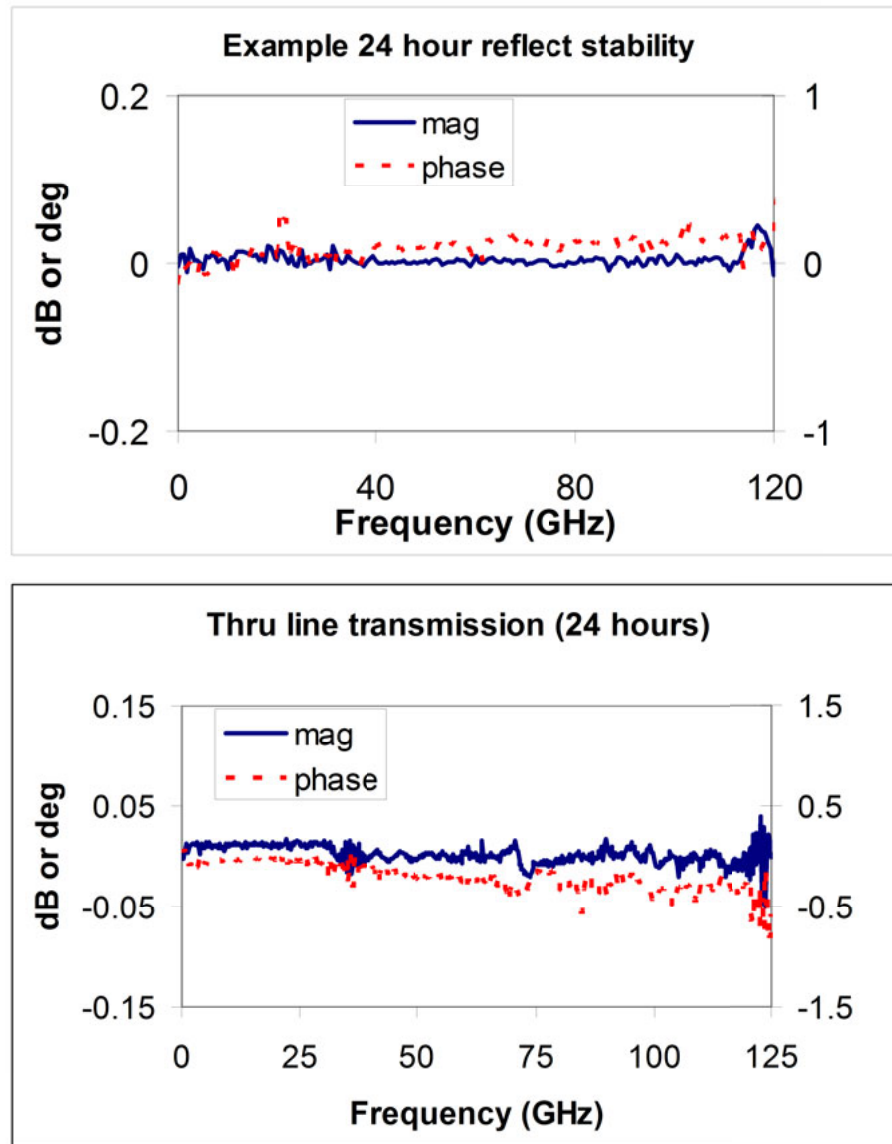 Example 24 hour reflect stability
0.2
0
-0.2
1
0
-1
mag
phase
dB or deg
0
40
80
120
Frequency (GHz)
Thru line transmission (24 hours)
0.15
0.05
-0.05
-0.15
1.5
0.5
-0.5
-1.5
mag
phase
dB or deg
0
25
50
75
100
125
Frequency (GHz)